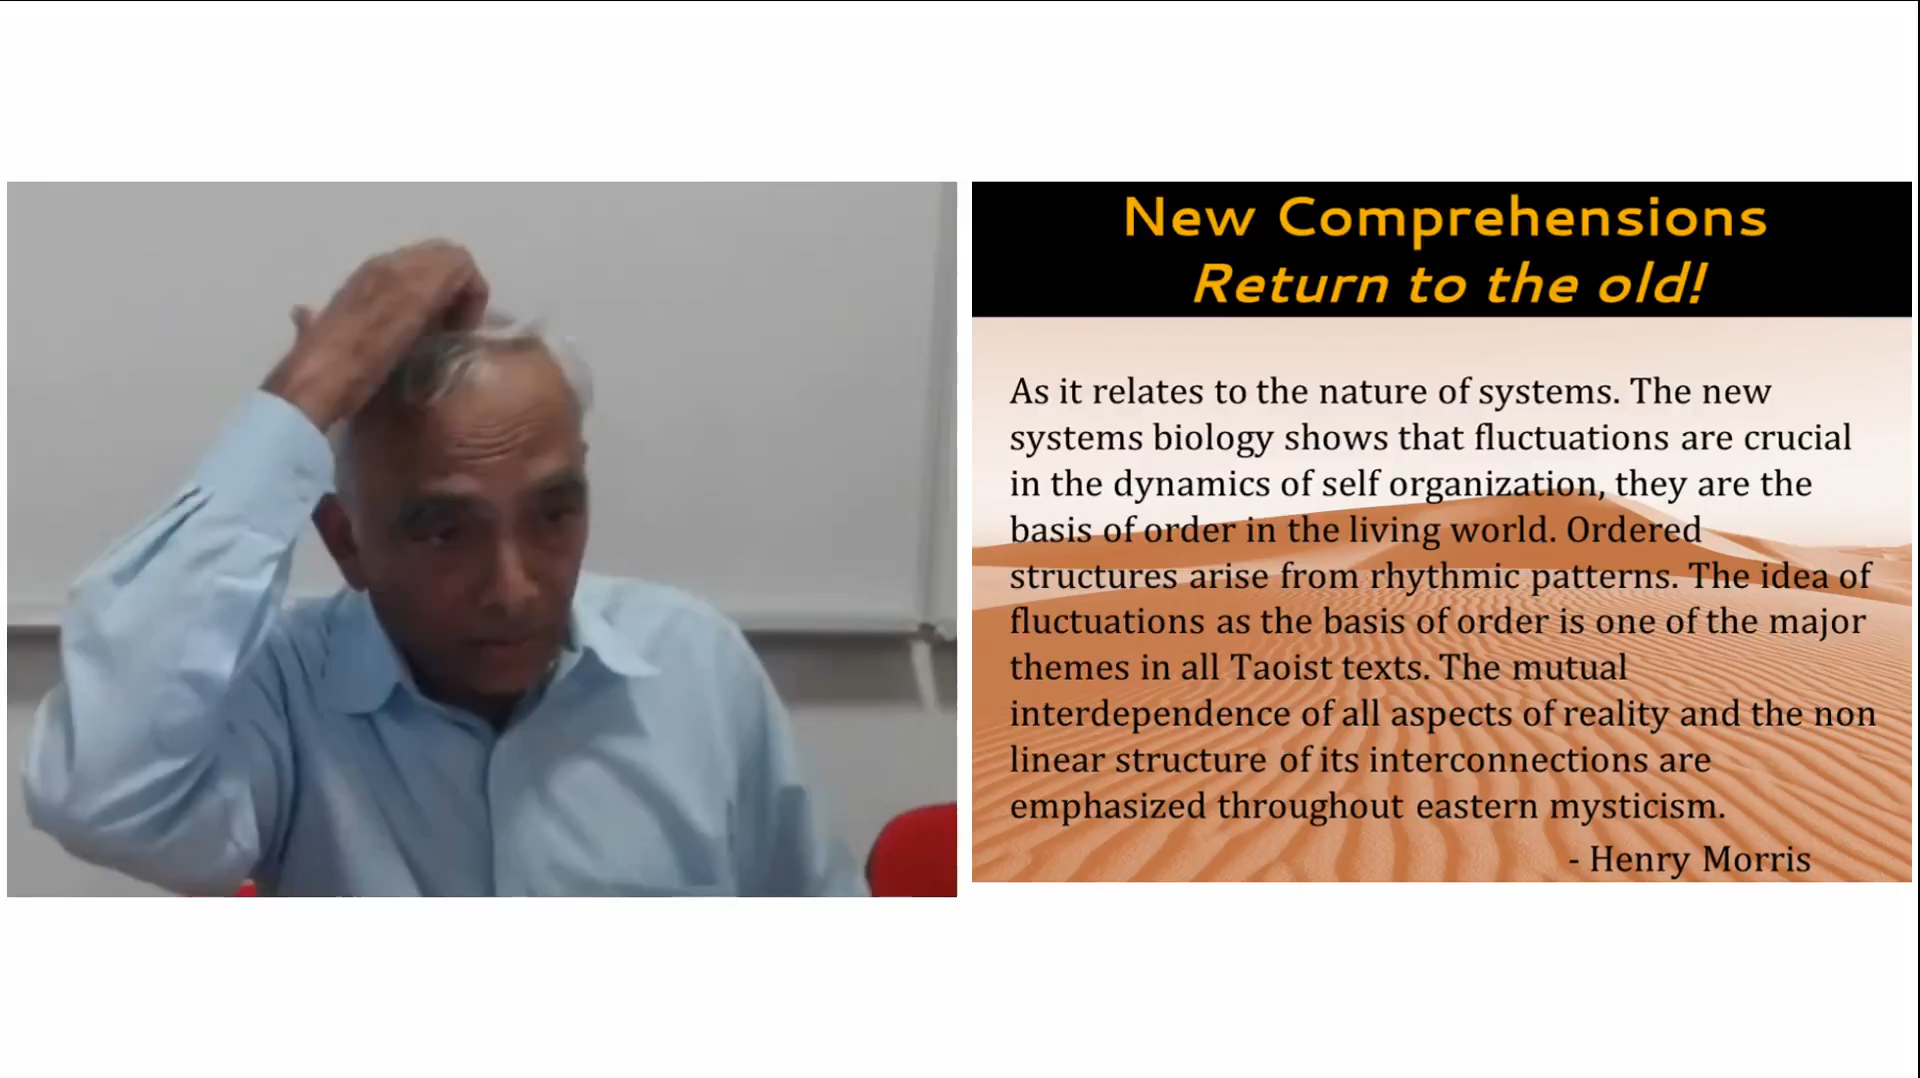 New Comprehensions
Return to the old!
As it relates to the nature of systems. The new
systems biology shows that fluctuations are crucial
in the dynamics of self organization, they are the
basis of order in the living world. Ordered
structures arise from rhythmic patterns. The idea of
fluctuations as the basis of order is one of the major
themes in all Taoist texts. The mutual
interdependence of all aspects of reality and the non
linear structure of its interconnections are
emphasized throughout eastern mysticism.
- Henry Morris